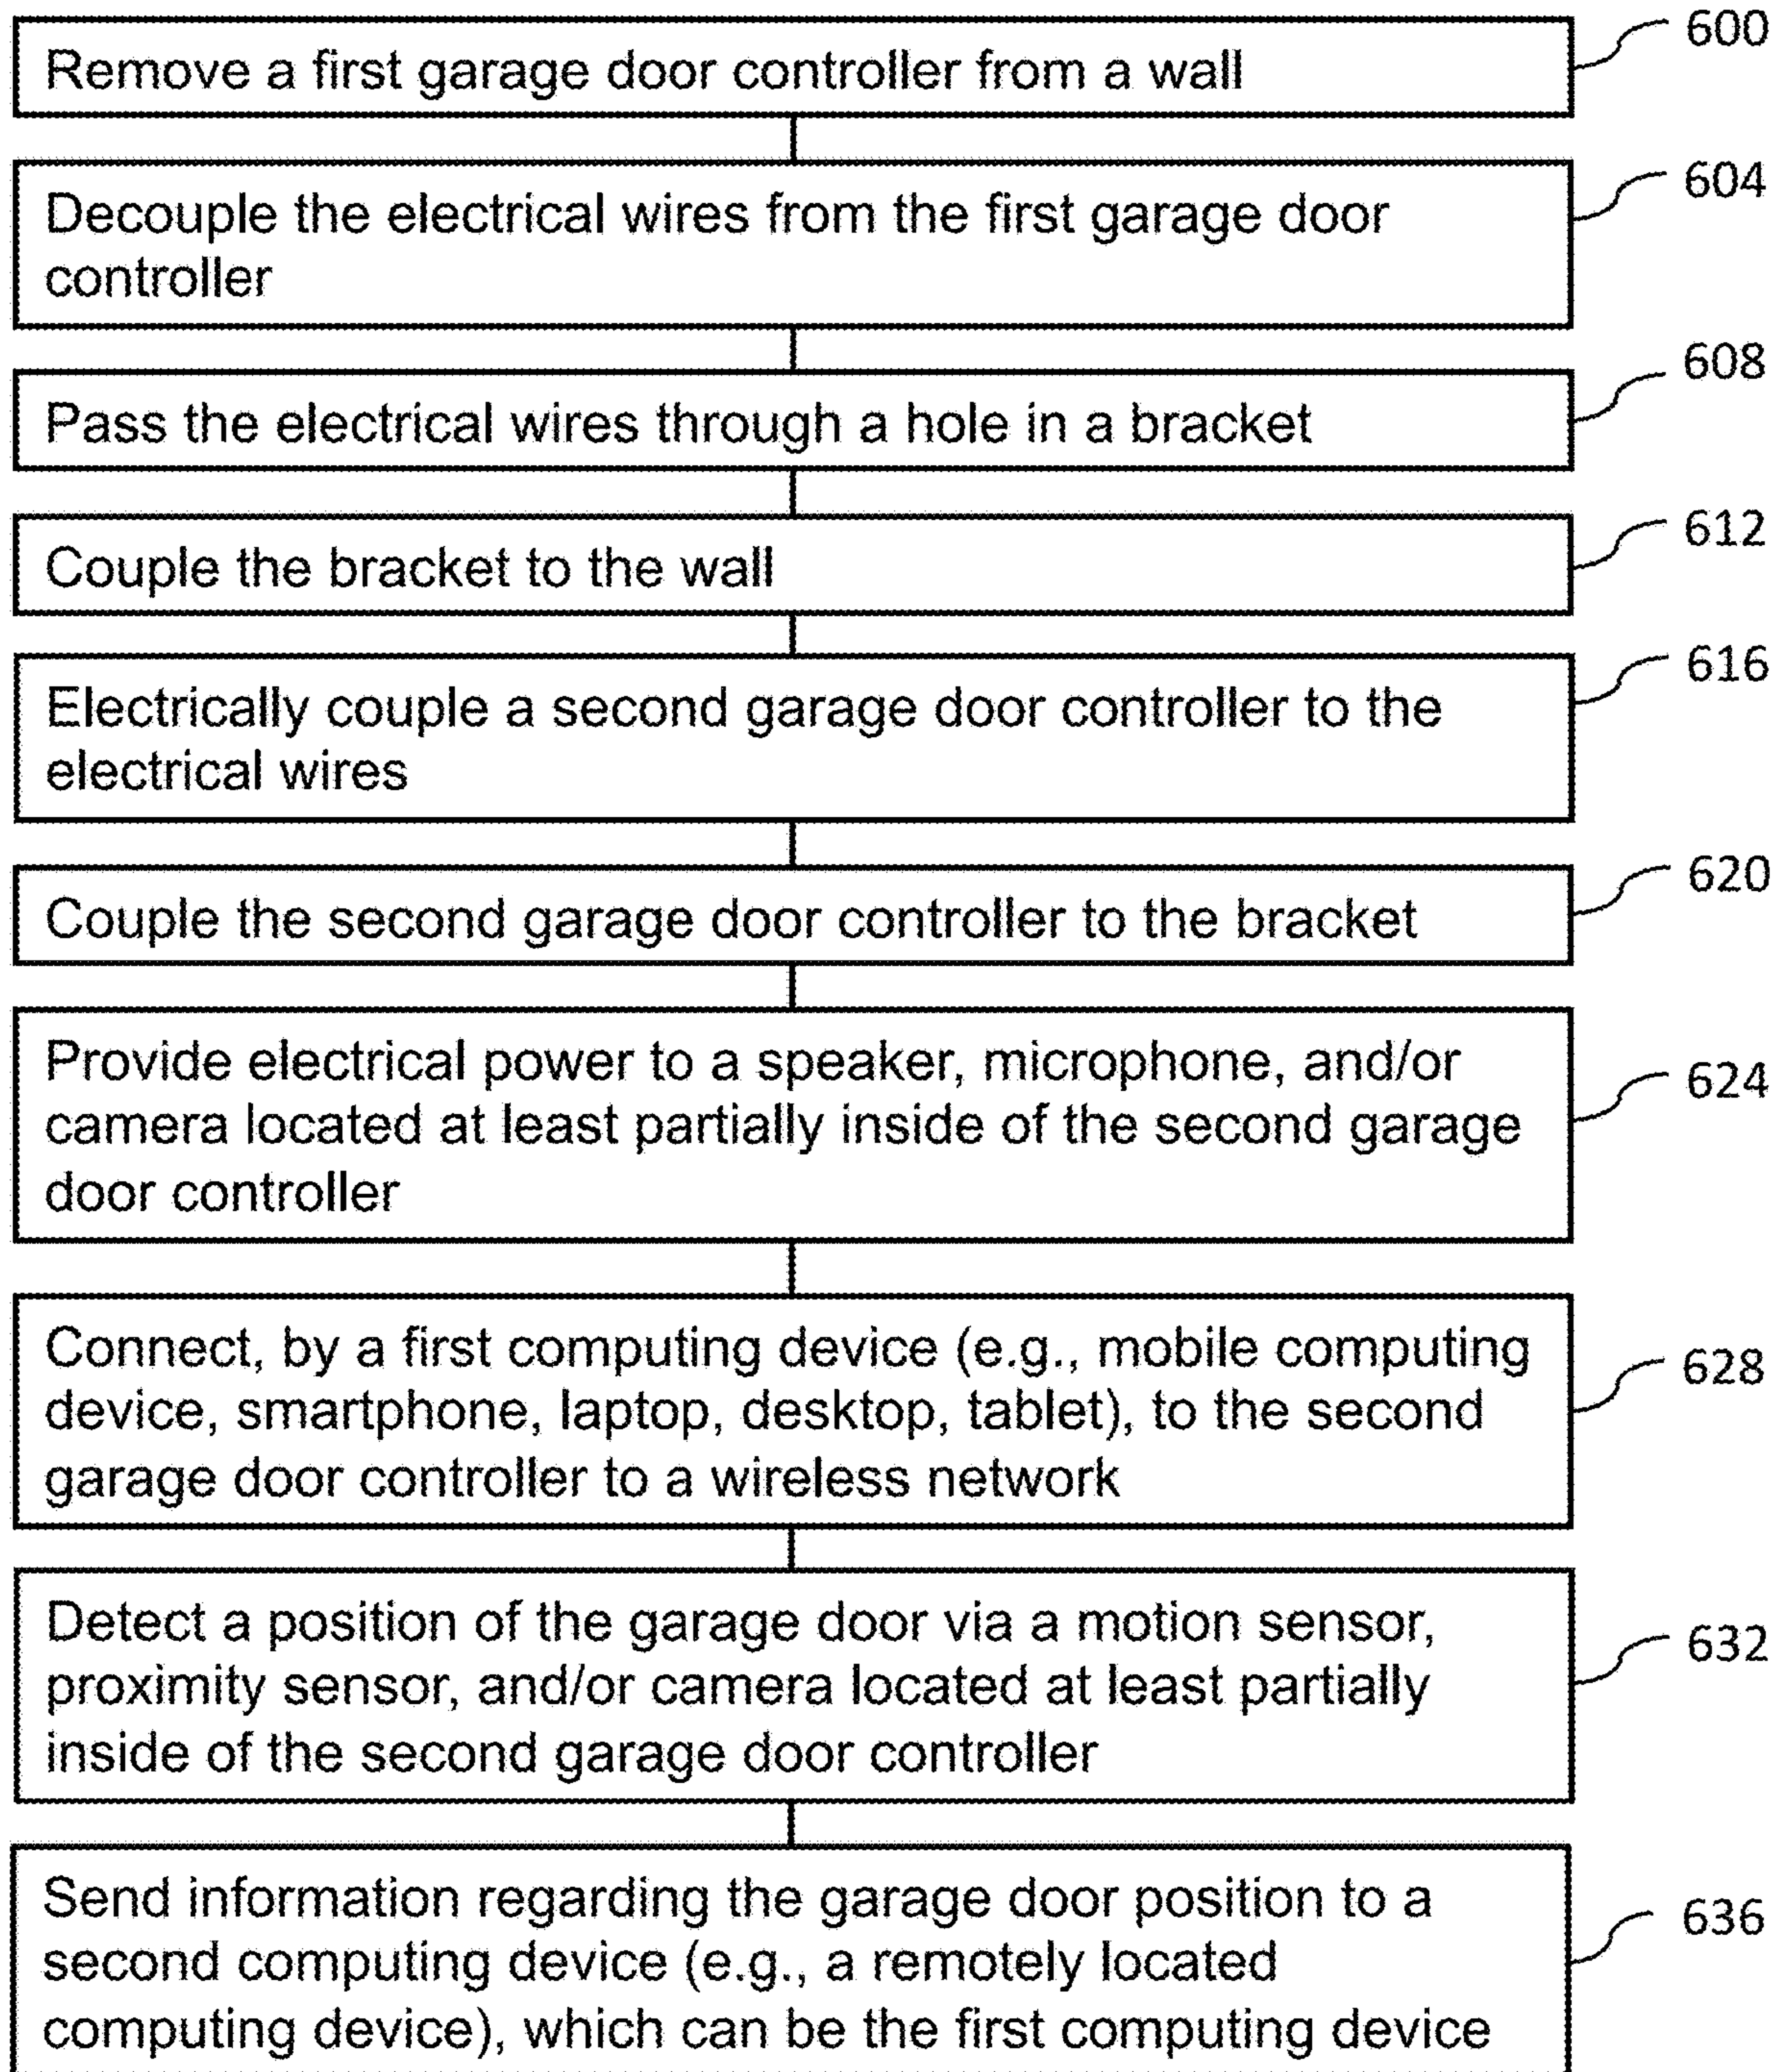 600
Remove a first garage door controller from a wall
604
Decouple the electrical wires from the first garage door
controller
608
Pass the electrical wires through a hole in a bracket
612
Couple the bracket to the wall
616
Electrically couple a second garage door controller to the
electrical wires
620
Couple the second garage door controller to the bracket
624
Provide electrical power to a speaker, microphone, and/or
camera located at least partially inside of the second garage
door controller
628
Connect, by a first computing device (e.g., mobile computing
device, smartphone, laptop, desktop, tablet), to the second
garage door controller to a wireless network
632
Detect a position of the garage door via a motion sensor,
proximity sensor, and/or camera located at least partially
inside of the second garage door controller
636
Send information regarding the garage door position to a
second computing device (e.g., a remotely located
computing device), which can be the first computing device